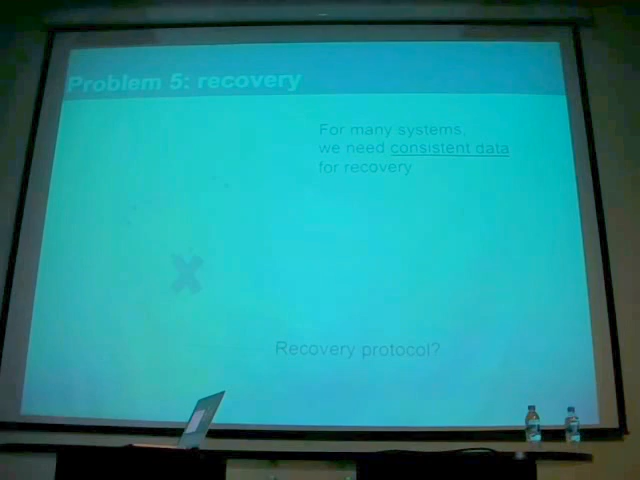 Problem 5: recovery
For many systems,
we need consistent data
for recovery
Recovery protocol?